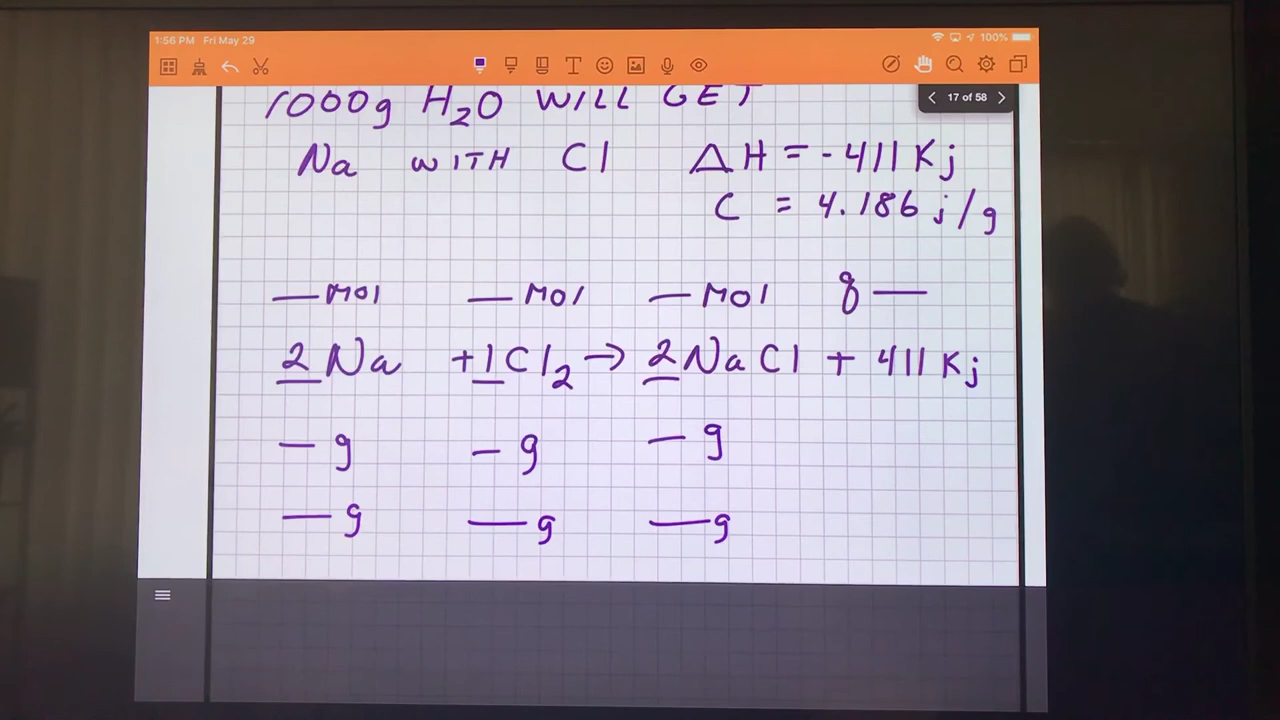 1:56 PM Fri May 29
100%
17 of 58
1000g H₂O WILL GET
Na WITH Cl ΔH = -411 Kj
C = 4.186 j/g
— MOl — MOl — MOl q —
2 Na + 1 Cl₂ → 2 NaCl + 411 Kj
— g — g — g
— g — g — g